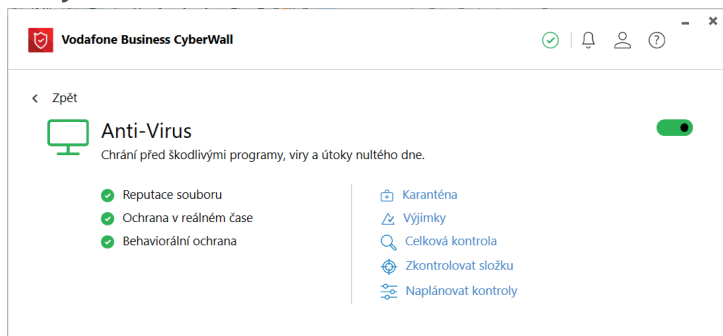 Vodafone Business CyberWall
Zpět
Anti-Virus
Chrání před škodlivými programy, viry a útoky nultého dne.
Reputace souboru
Ochrana v reálném čase
Behaviorální ochrana
Karanténa
Výjimky
Celková kontrola
Zkontrolovat složku
Naplánovat kontroly